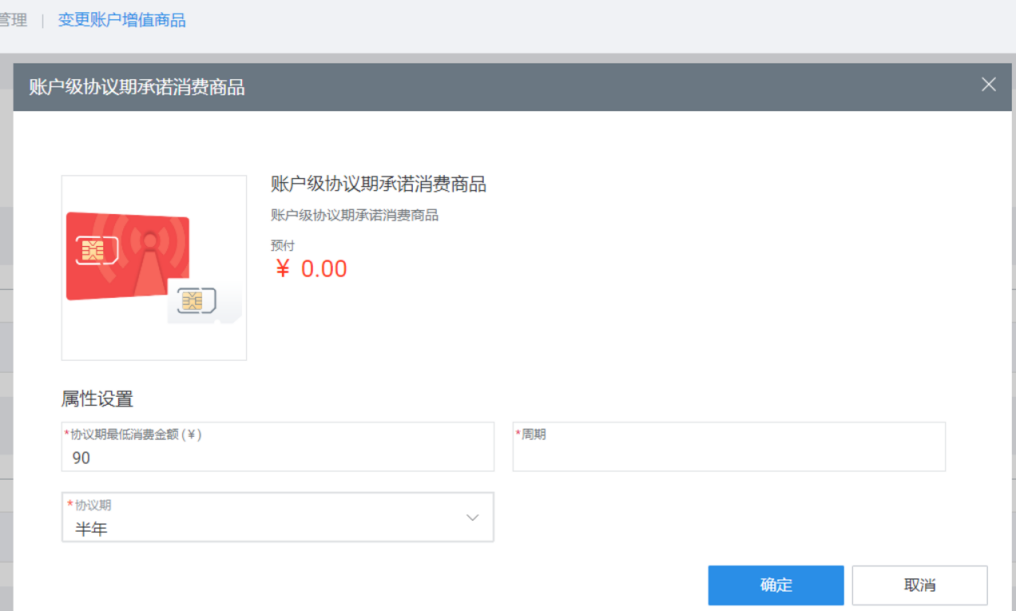 管理 | 变更账户增值商品
账户级协议期承诺消费商品
账户级协议期承诺消费商品
账户级协议期承诺消费商品
预付
¥ 0.00
属性设置
*协议期最低消费金额(¥)
90
*周期
*协议期
半年
确定
取消